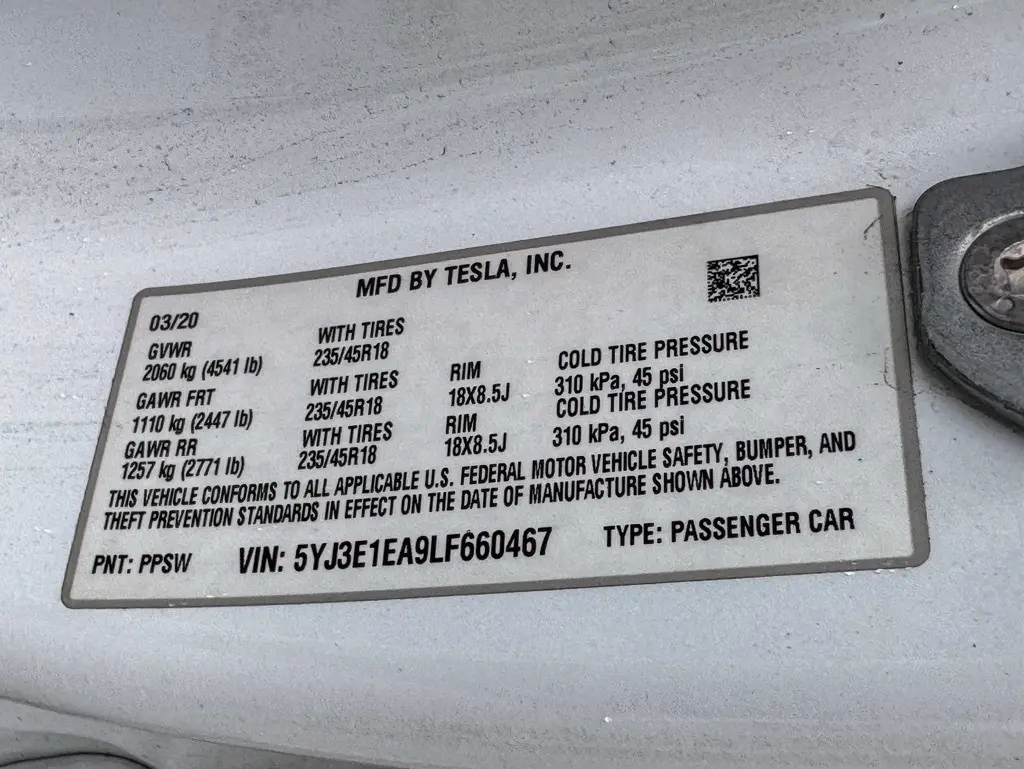 MFD BY TESLA, INC.
03/20
GVWR WITH TIRES
2060 kg (4541 lb) 235/45R18 RIM COLD TIRE PRESSURE
GAWR FRT WITH TIRES 18X8.5J 310 kPa, 45 psi
1110 kg (2447 lb) 235/45R18 RIM COLD TIRE PRESSURE
GAWR RR WITH TIRES 18X8.5J 310 kPa, 45 psi
1257 kg (2771 lb) 235/45R18
THIS VEHICLE CONFORMS TO ALL APPLICABLE U.S. FEDERAL MOTOR VEHICLE SAFETY, BUMPER, AND
THEFT PREVENTION STANDARDS IN EFFECT ON THE DATE OF MANUFACTURE SHOWN ABOVE.
PNT: PPSW VIN: 5YJ3E1EA9LF660467 TYPE: PASSENGER CAR